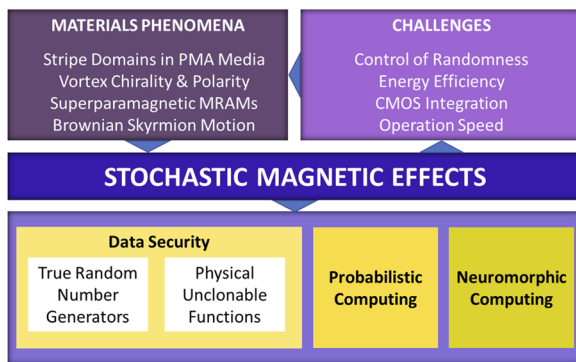 MATERIALS PHENOMENA
Stripe Domains in PMA Media
Vortex Chirality & Polarity
Superparamagnetic MRAMs
Brownian Skyrmion Motion
CHALLENGES
Control of Randomness
Energy Efficiency
CMOS Integration
Operation Speed
STOCHASTIC MAGNETIC EFFECTS
Data Security
True Random
Number
Generators
Physical
Unclonable
Functions
Probabilistic
Computing
Neuromorphic
Computing